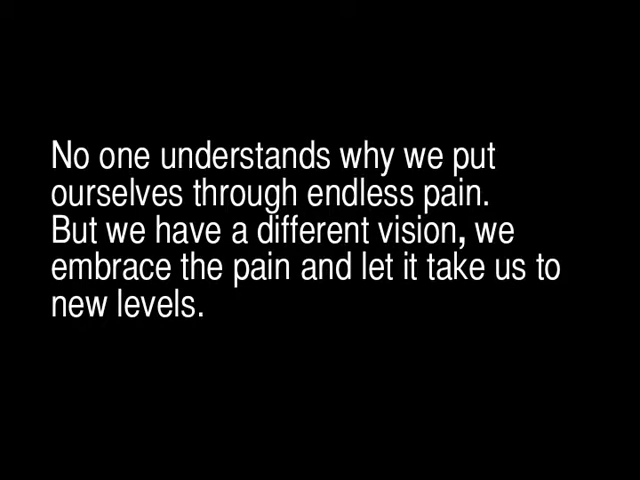 No one understands why we put
ourselves through endless pain.
But we have a different vision, we
embrace the pain and let it take us to
new levels.